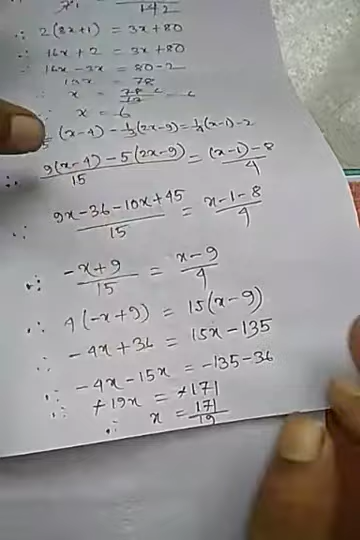 142
∴ 2(8x+1) = 3x+80
∴ 16x+2 = 3x+80
∴ 16x-3x = 80-2
13x = 78
∴ x = 78/13 = 6
∴ x = 6
(x-4) - 1/3(2x-9) = 1/4(x-1)-2
∴ 9(x-4)-5(2x-9)/15 = (x-1)-8/4
∴ 9x-36-10x+45/15 = x-1-8/4
∴ -x+9/15 = x-9/4
∴ 4(-x+9) = 15(x-9)
∴ -4x+36 = 15x-135
∴ -4x-15x = -135-36
∴ +19x = +171
∴ x = 171/19